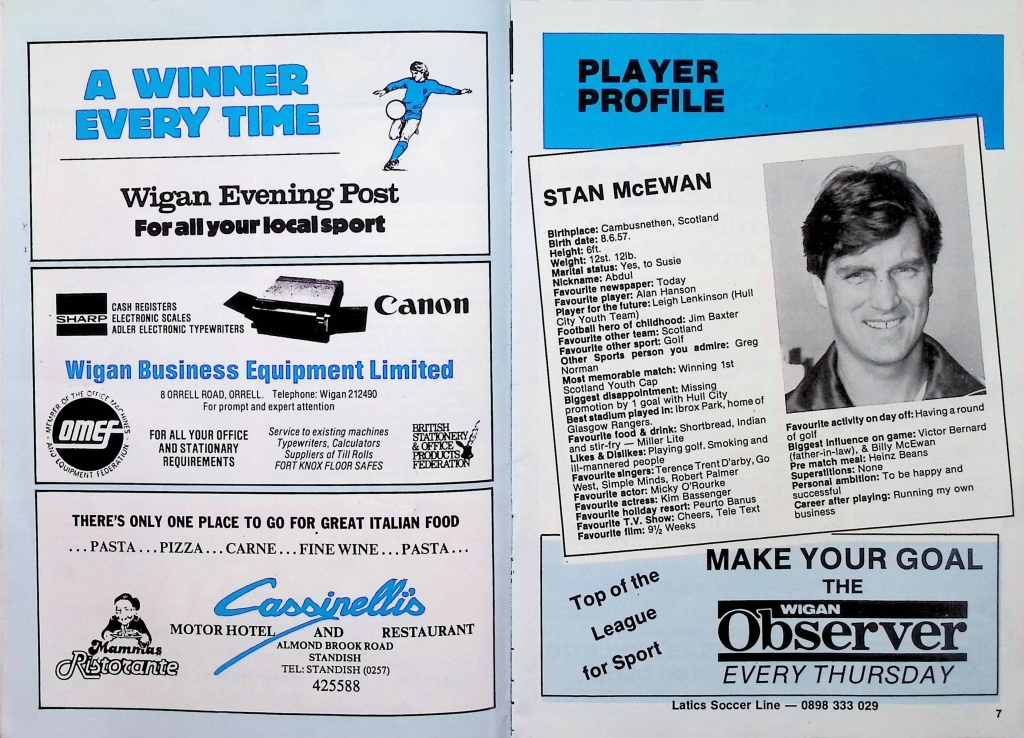 A WINNER
EVERY TIME
Wigan Evening Post
For all your local sport
SHARP
CASH REGISTERS
ELECTRONIC SCALES
ADLER ELECTRONIC TYPEWRITERS
Canon
Wigan Business Equipment Limited
8 ORRELL ROAD, ORRELL. Telephone: Wigan 212490
For prompt and expert attention
MEMBER OF THE OFFICE MACHINES
AND EQUIPMENT FEDERATION
OMEF
FOR ALL YOUR OFFICE
AND STATIONARY
REQUIREMENTS
Service to existing machines
Typewriters, Calculators
Suppliers of Till Rolls
FORT KNOX FLOOR SAFES
BRITISH
STATIONERY
& OFFICE
PRODUCTS
FEDERATION
THERE'S ONLY ONE PLACE TO GO FOR GREAT ITALIAN FOOD
...PASTA...PIZZA...CARNE...FINE WINE...PASTA...
Mammas
Ristorante
Cassinelli's
MOTOR HOTEL AND RESTAURANT
ALMOND BROOK ROAD
STANDISH
TEL: STANDISH (0257)
425588
PLAYER
PROFILE
STAN McEWAN
Birthplace: Cambusnethen, Scotland
Birth date: 8.6.57.
Height: 6ft.
Weight: 12st. 12lb.
Marital status: Yes, to Susie
Nickname: Abdul
Favourite newspaper: Today
Favourite player: Alan Hanson
Player for the future: Leigh Lenkinson (Hull
City Youth Team)
Football hero of childhood: Jim Baxter
Favourite other team: Scotland
Favourite other sport: Golf
Other Sports person you admire: Greg
Norman
Most memorable match: Winning 1st
Scotland Youth Cap
Biggest disappointment: Missing
promotion by 1 goal with Hull City
Best stadium played in: Ibrox Park, home of
Glasgow Rangers.
Favourite food & drink: Shortbread, Indian
and stir-fry — Miller Lite
Likes & Dislikes: Playing golf. Smoking and
ill-mannered people
Favourite singers: Terence Trent D'arby, Go
West, Simple Minds, Robert Palmer
Favourite actor: Micky O'Rourke
Favourite actress: Kim Bassenger
Favourite holiday resort: Peurto Banus
Favourite T.V. Show: Cheers, Tele Text
Favourite film: 9½ Weeks
Favourite activity on day off: Having a round
of golf
Biggest Influence on game: Victor Bernard
(father-in-law), & Billy McEwan
Pre match meal: Heinz Beans
Superstitions: None
Personal ambition: To be happy and
successful
Career after playing: Running my own
business
Top of the
League
for Sport
MAKE YOUR GOAL
THE
WIGAN
Observer
EVERY THURSDAY
Latics Soccer Line — 0898 333 029
7